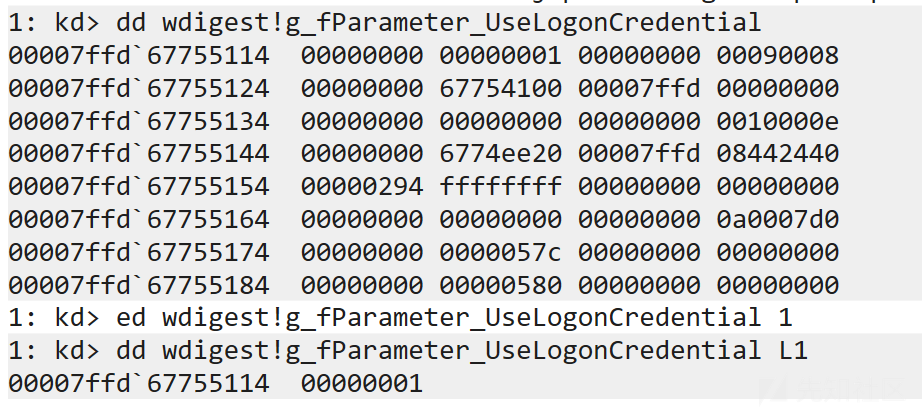 1: kd> dd wdigest!g_fParameter_UseLogonCredential
00007ffd`67755114  00000000 00000001 00000000 00090008
00007ffd`67755124  00000000 67754100 00007ffd 00000000
00007ffd`67755134  00000000 00000000 00000000 0010000e
00007ffd`67755144  00000000 6774ee20 00007ffd 08442440
00007ffd`67755154  00000294 ffffffff 00000000 00000000
00007ffd`67755164  00000000 00000000 00000000 0a0007d0
00007ffd`67755174  00000000 0000057c 00000000 00000000
00007ffd`67755184  00000000 00000580 00000000 00000000
1: kd> ed wdigest!g_fParameter_UseLogonCredential 1
1: kd> dd wdigest!g_fParameter_UseLogonCredential L1
00007ffd`67755114  00000001